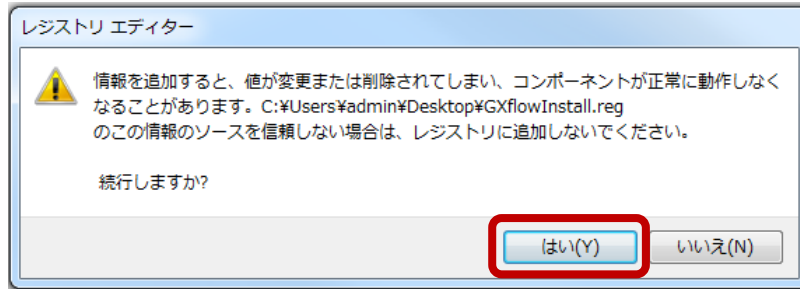 レジストリ エディター
情報を追加すると、値が変更または削除されてしまい、コンポーネントが正常に動作しなく
なることがあります。C:¥Users¥admin¥Desktop¥GXflowInstall.reg
のこの情報のソースを信頼しない場合は、レジストリに追加しないでください。
続行しますか?
はい(Y) いいえ(N)